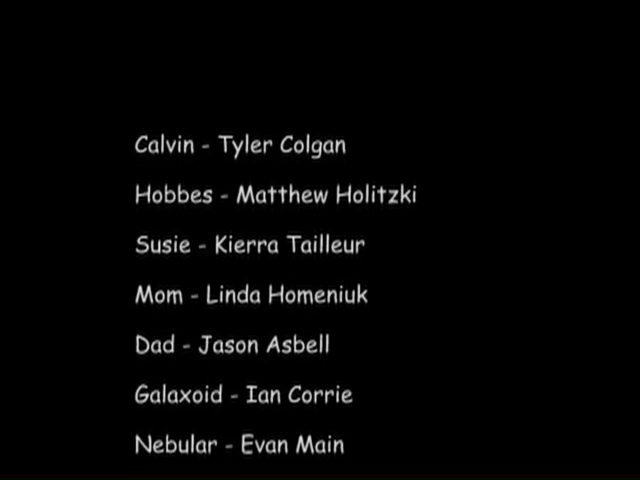 Calvin - Tyler Colgan
Hobbes - Matthew Holitzki
Susie - Kierra Tailleur
Mom - Linda Homeniuk
Dad - Jason Asbell
Galaxoid - Ian Corrie
Nebular - Evan Main